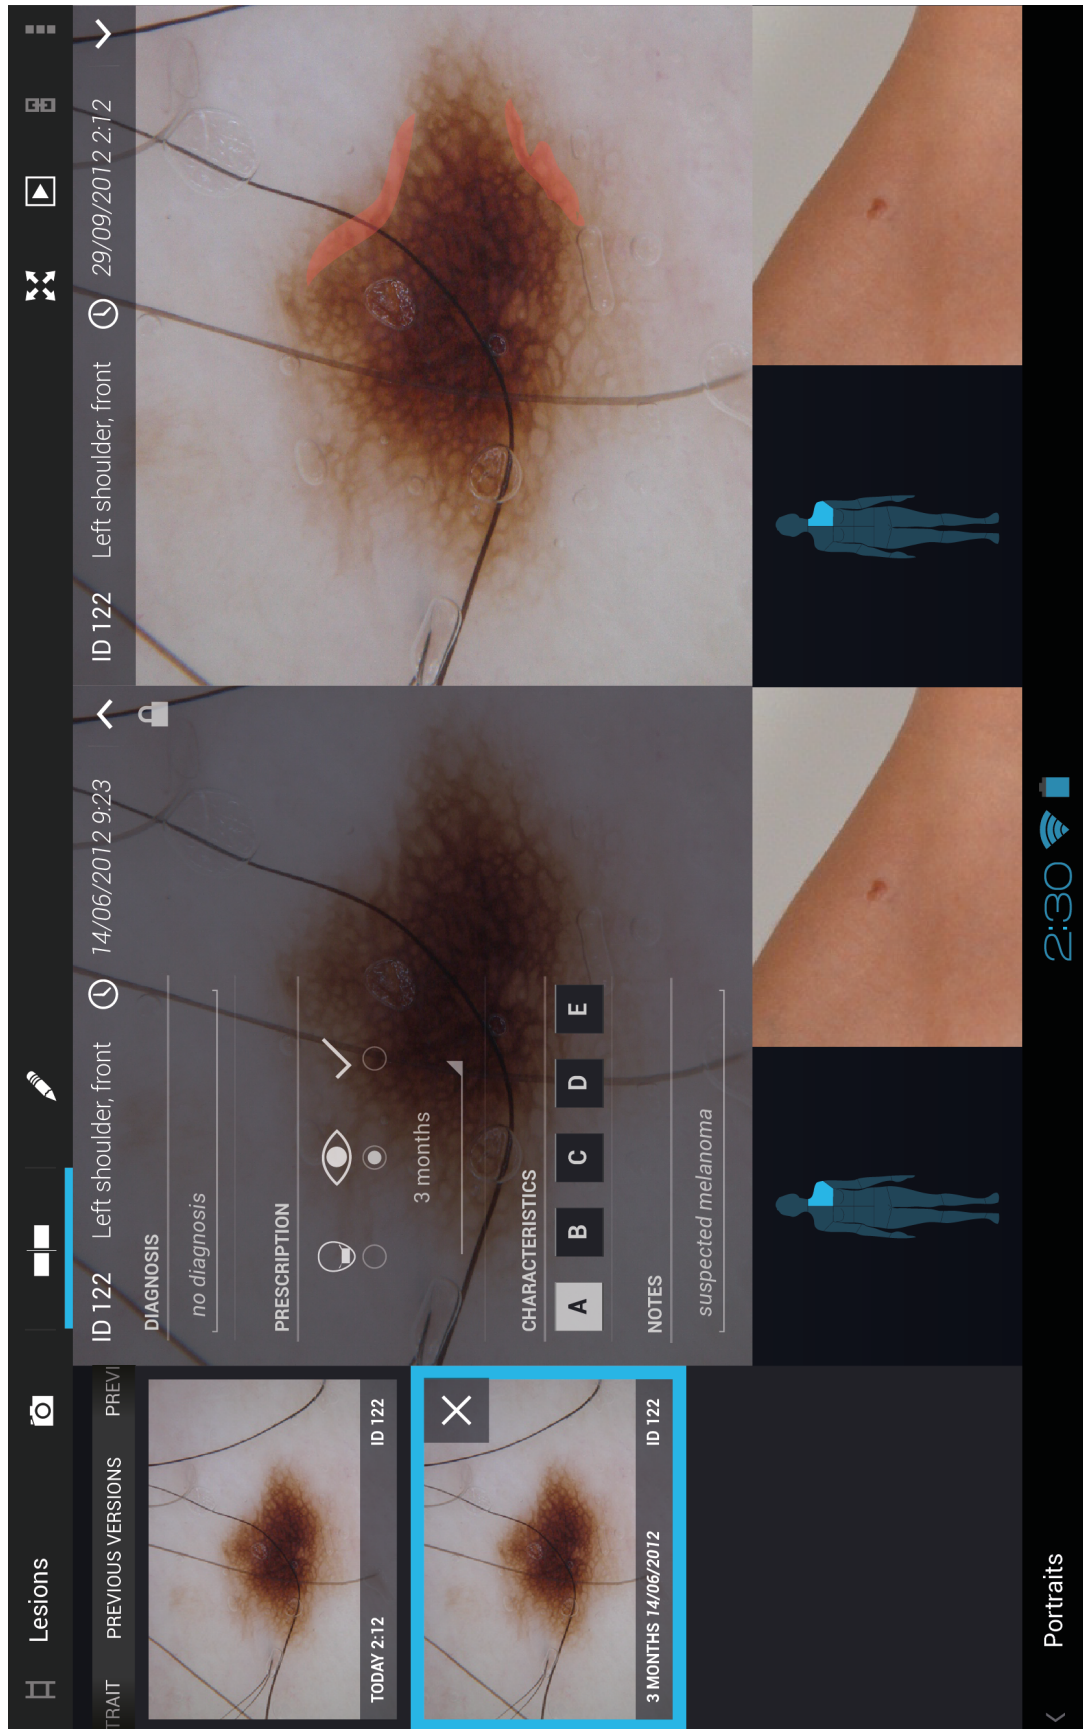 Lesions
TRAIT
PREVIOUS VERSIONS
PREVI
TODAY 2:12
ID 122
3 MONTHS 14/06/2012
ID 122
ID 122
Left shoulder, front
14/06/2012 9:23
DIAGNOSIS
no diagnosis
PRESCRIPTION
3 months
CHARACTERISTICS
A B C D E
NOTES
suspected melanoma
ID 122
Left shoulder, front
29/09/2012 2:12
Portraits
2:30